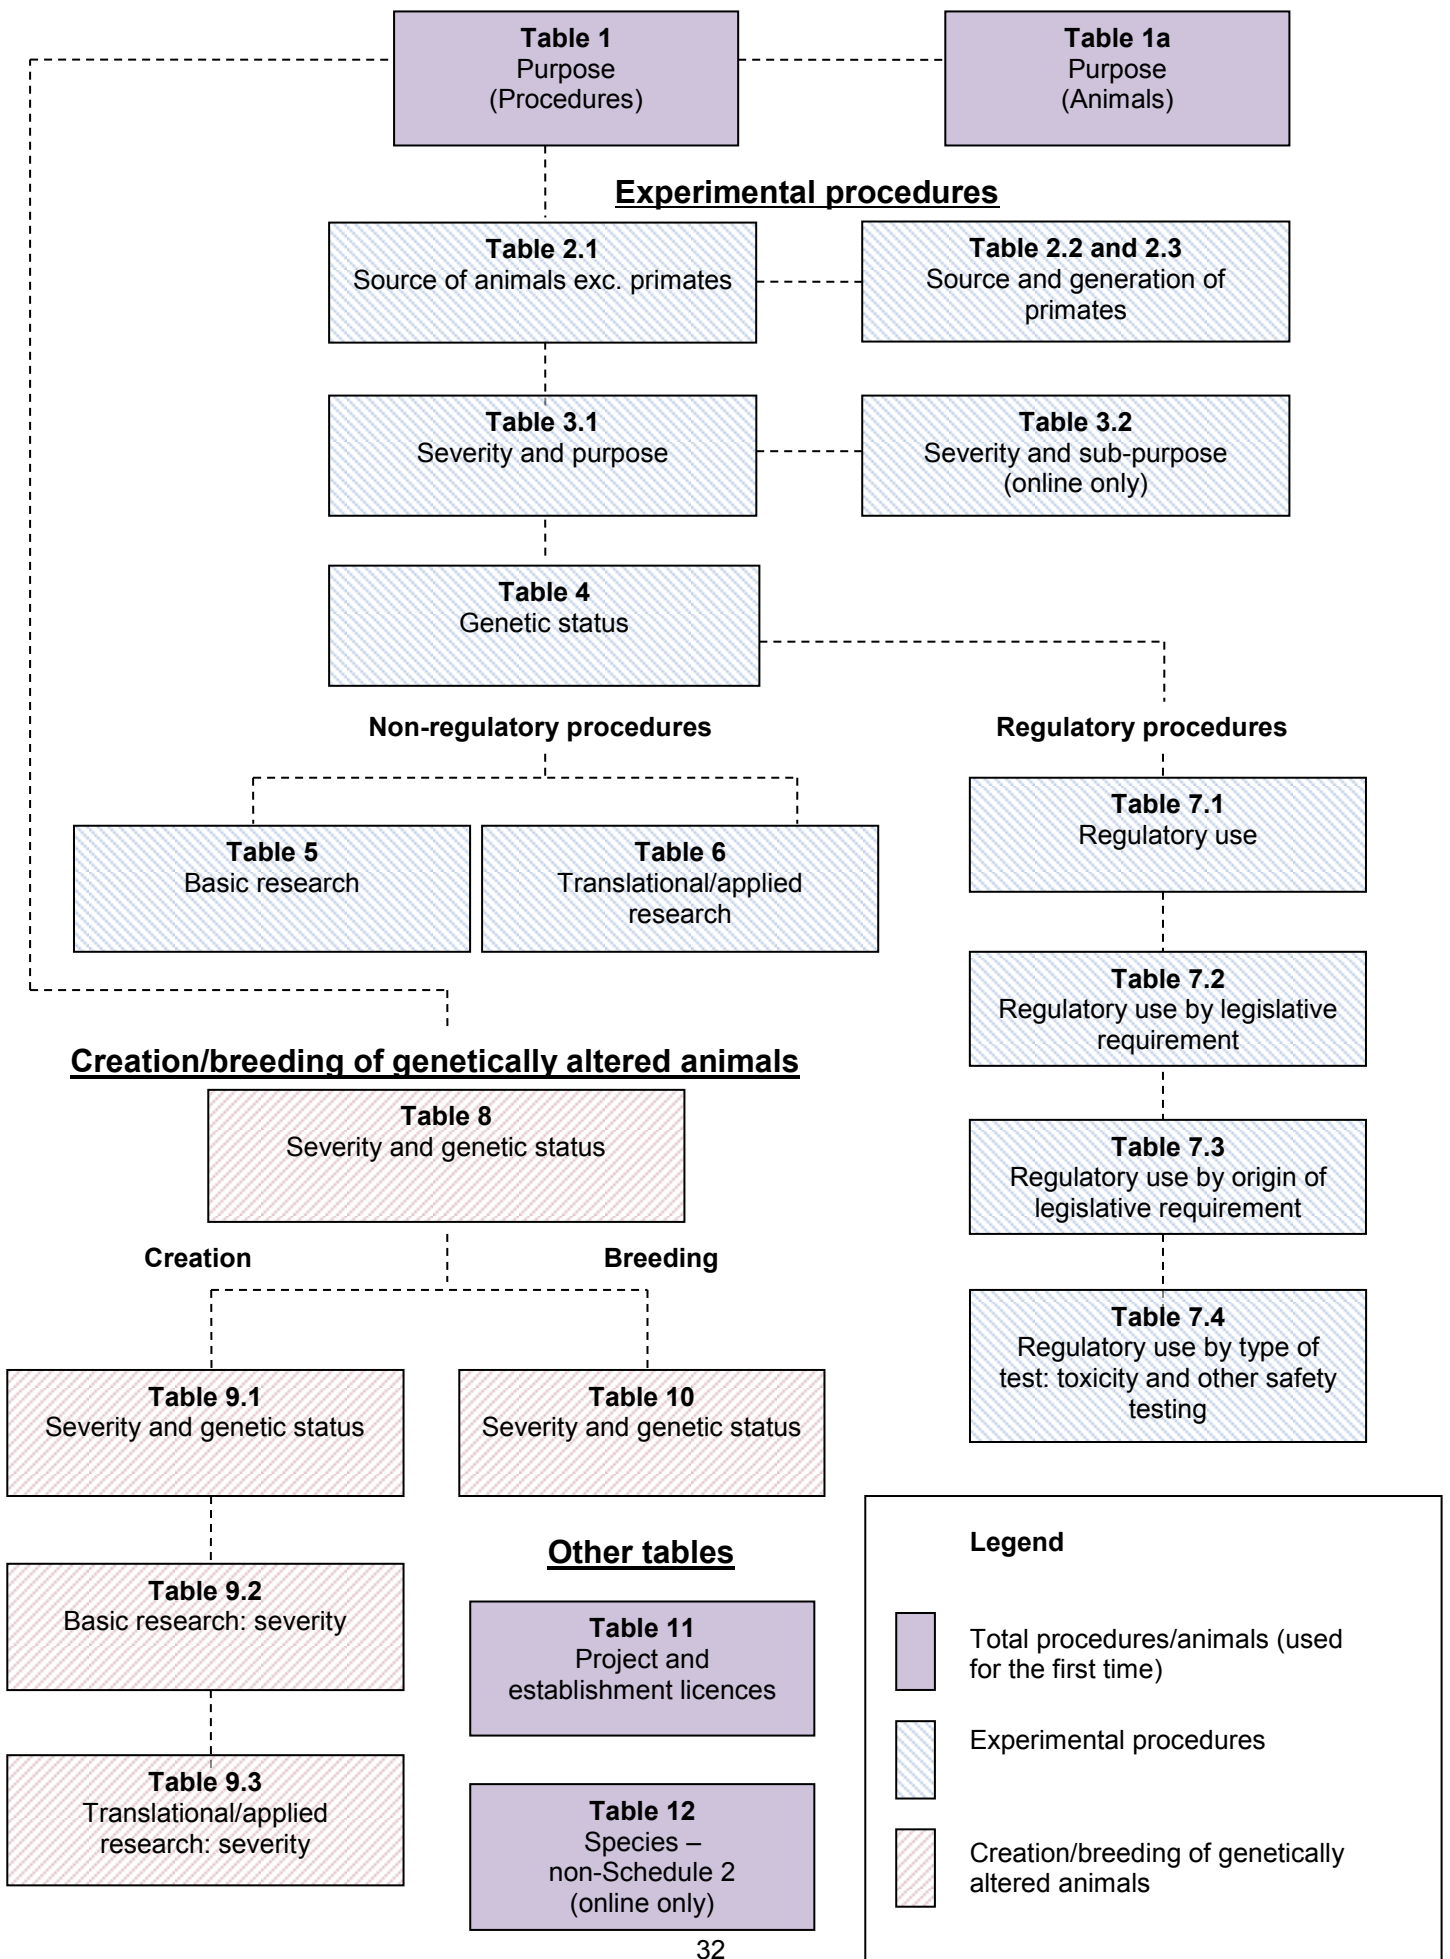 Table 1
Purpose
(Procedures)
Table 1a
Purpose
(Animals)
Experimental procedures
Table 2.1
Source of animals exc. primates
Table 2.2 and 2.3
Source and generation of
primates
Table 3.1
Severity and purpose
Table 3.2
Severity and sub-purpose
(online only)
Table 4
Genetic status
Non-regulatory procedures
Regulatory procedures
Table 5
Basic research
Table 6
Translational/applied
research
Table 7.1
Regulatory use
Table 7.2
Regulatory use by legislative
requirement
Table 7.3
Regulatory use by origin of
legislative requirement
Table 7.4
Regulatory use by type of
test: toxicity and other safety
testing
Creation/breeding of genetically altered animals
Table 8
Severity and genetic status
Creation
Breeding
Table 9.1
Severity and genetic status
Table 10
Severity and genetic status
Table 9.2
Basic research: severity
Table 9.3
Translational/applied
research: severity
Other tables
Table 11
Project and
establishment licences
Table 12
Species –
non-Schedule 2
(online only)
Legend
Total procedures/animals (used
for the first time)
Experimental procedures
Creation/breeding of genetically
altered animals
32